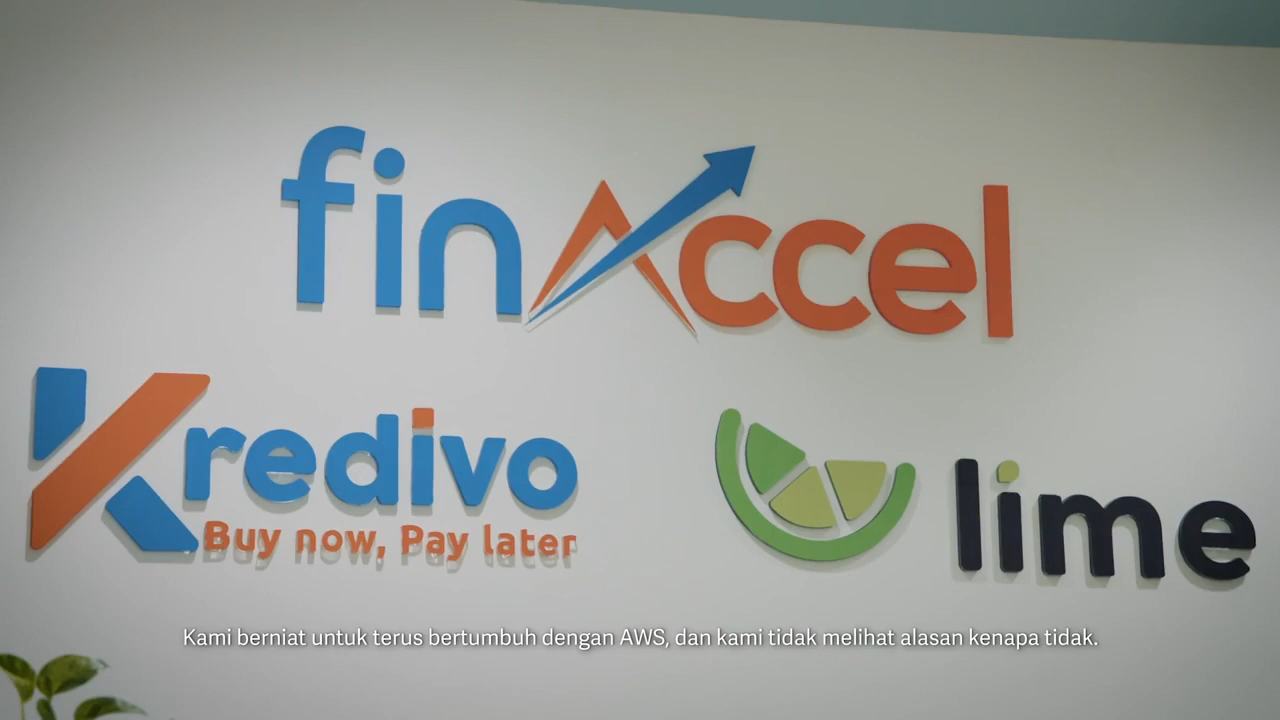 finAccel
Kredivo
Buy now, Pay later
lime
Kami berniat untuk terus bertumbuh dengan AWS, dan kami tidak melihat alasan kenapa tidak.